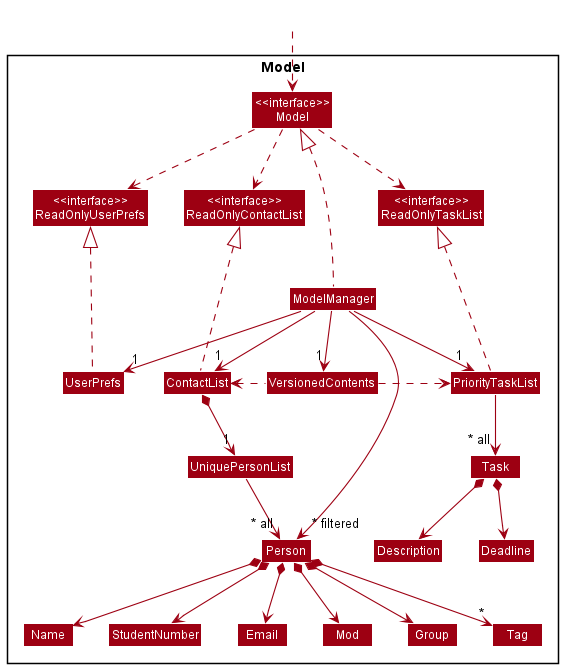 Model
<<interface>>
Model
<<interface>>
ReadOnlyUserPrefs
<<interface>>
ReadOnlyContactList
<<interface>>
ReadOnlyTaskList
ModelManager
1
1
1
1
UserPrefs
ContactList
VersionedContents
PriorityTaskList
1
* all
UniquePersonList
Task
* all
* filtered
Person
Description
Deadline
*
Name
StudentNumber
Email
Mod
Group
Tag